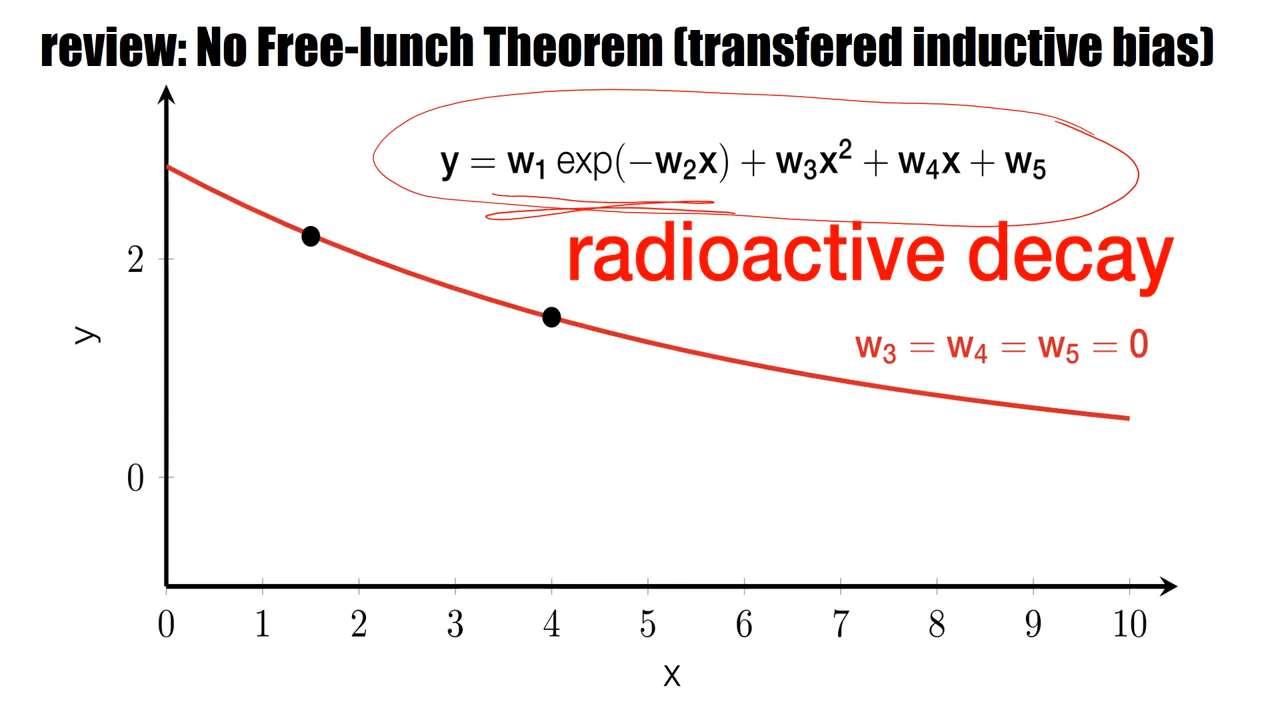 review: No Free-lunch Theorem (transfered inductive bias)
y = w₁ exp(−w₂x) + w₃x² + w₄x + w₅
radioactive decay
w₃ = w₄ = w₅ = 0
2
0
y
0 1 2 3 4 5 6 7 8 9 10
x